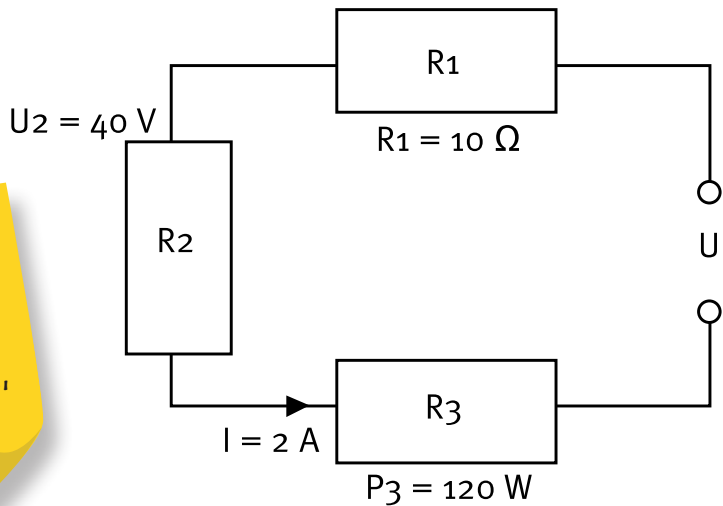 R1
R1 = 10 Ω
U2 = 40 V
R2
U
R3
I = 2 A
P3 = 120 W